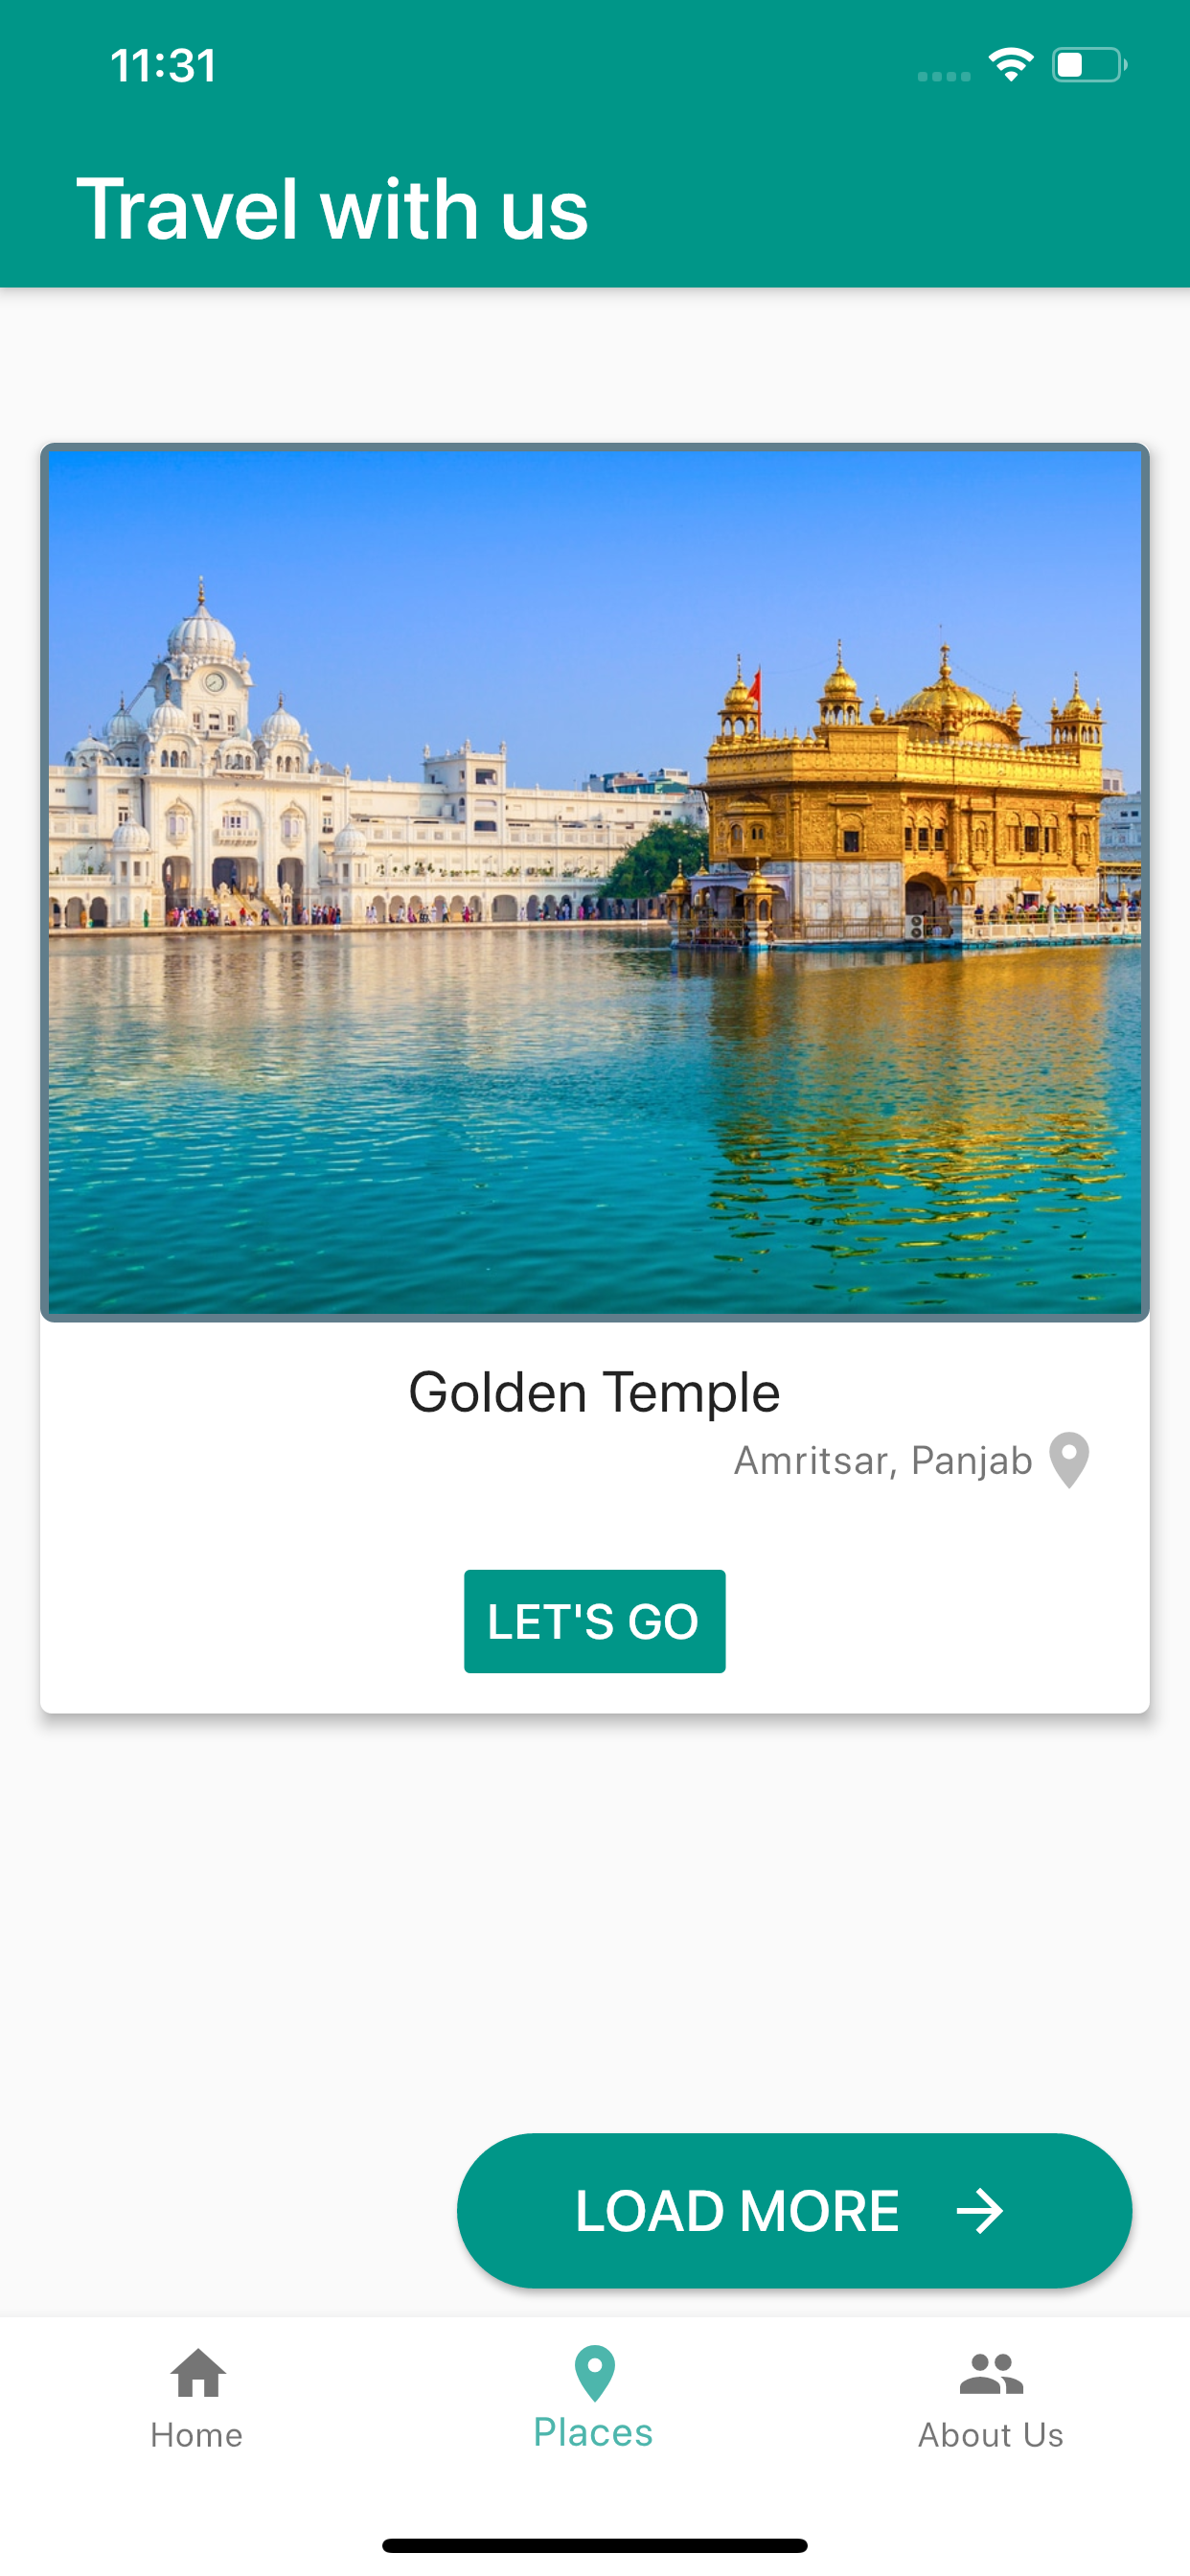 11:31
Travel with us
Golden Temple
Amritsar, Panjab
LET'S GO
LOAD MORE
Home
Places
About Us